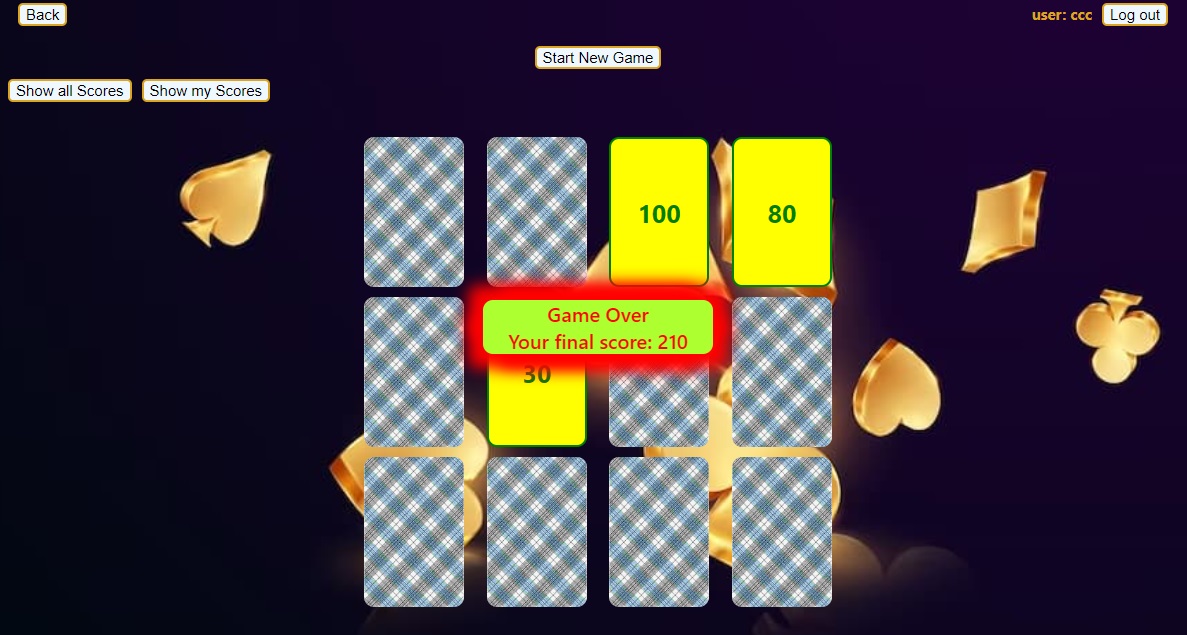 Back
user: ccc
Log out
Start New Game
Show all Scores
Show my Scores
100
80
Game Over
Your final score: 210
30